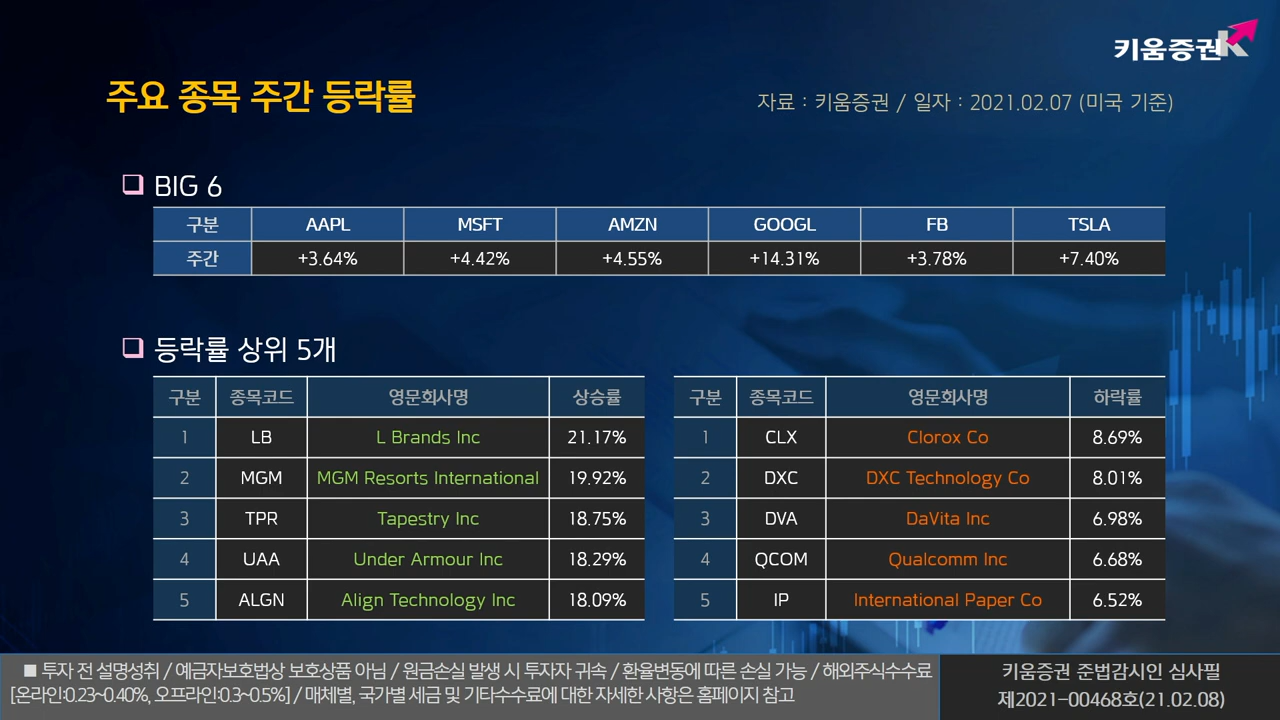 키움증권
주요 종목 주간 등락률
자료 : 키움증권 / 일자 : 2021.02.07 (미국 기준)
❑ BIG 6
구분 AAPL MSFT AMZN GOOGL FB TSLA
주간 +3.64% +4.42% +4.55% +14.31% +3.78% +7.40%
❑ 등락률 상위 5개
구분 종목코드 영문회사명 상승률 구분 종목코드 영문회사명 하락률
1 LB L Brands Inc 21.17% 1 CLX Clorox Co 8.69%
2 MGM MGM Resorts International 19.92% 2 DXC DXC Technology Co 8.01%
3 TPR Tapestry Inc 18.75% 3 DVA DaVita Inc 6.98%
4 UAA Under Armour Inc 18.29% 4 QCOM Qualcomm Inc 6.68%
5 ALGN Align Technology Inc 18.09% 5 IP International Paper Co 6.52%
■ 투자 전 설명성취 / 예금자보호법상 보호상품 아님 / 원금손실 발생 시 투자자 귀속 / 환율변동에 따른 손실 가능 / 해외주식수수료
[온라인:0.23~0.40%, 오프라인:0.3~0.5%] / 매체별, 국가별 세금 및 기타수수료에 대한 자세한 사항은 홈페이지 참고
키움증권 준법감시인 심사필
제2021-00468호(21.02.08)